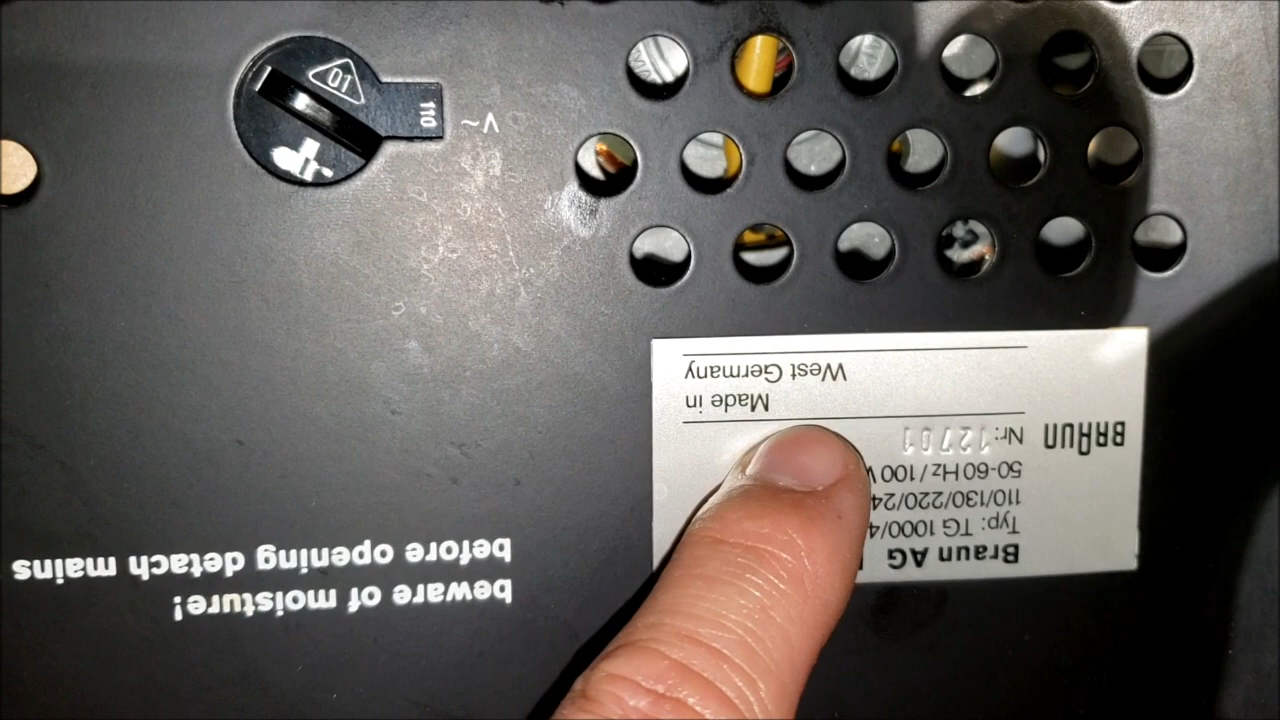 beware of moisture!
before opening detach mains
Braun AG
Typ: TG 1000/4
110/130/220/24
50-60 Hz/100
Nr: 12701
BRAUN
Made in
West Germany
V~
110
01